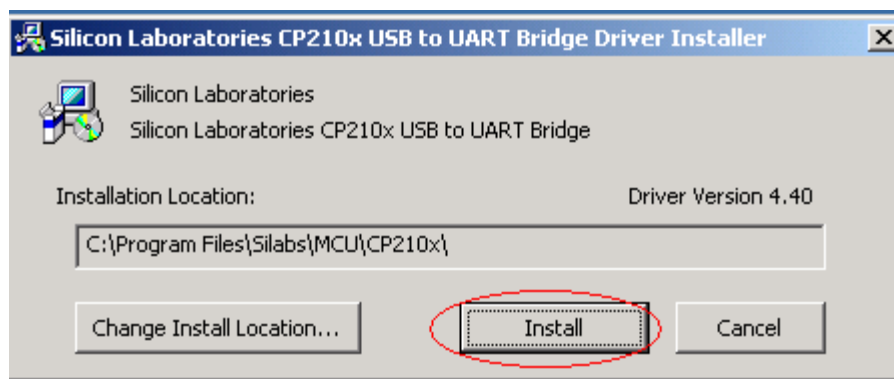 Silicon Laboratories CP210x USB to UART Bridge Driver Installer
Silicon Laboratories
Silicon Laboratories CP210x USB to UART Bridge
Installation Location: Driver Version 4.40
C:\Program Files\Silabs\MCU\CP210x\
Change Install Location... Install Cancel